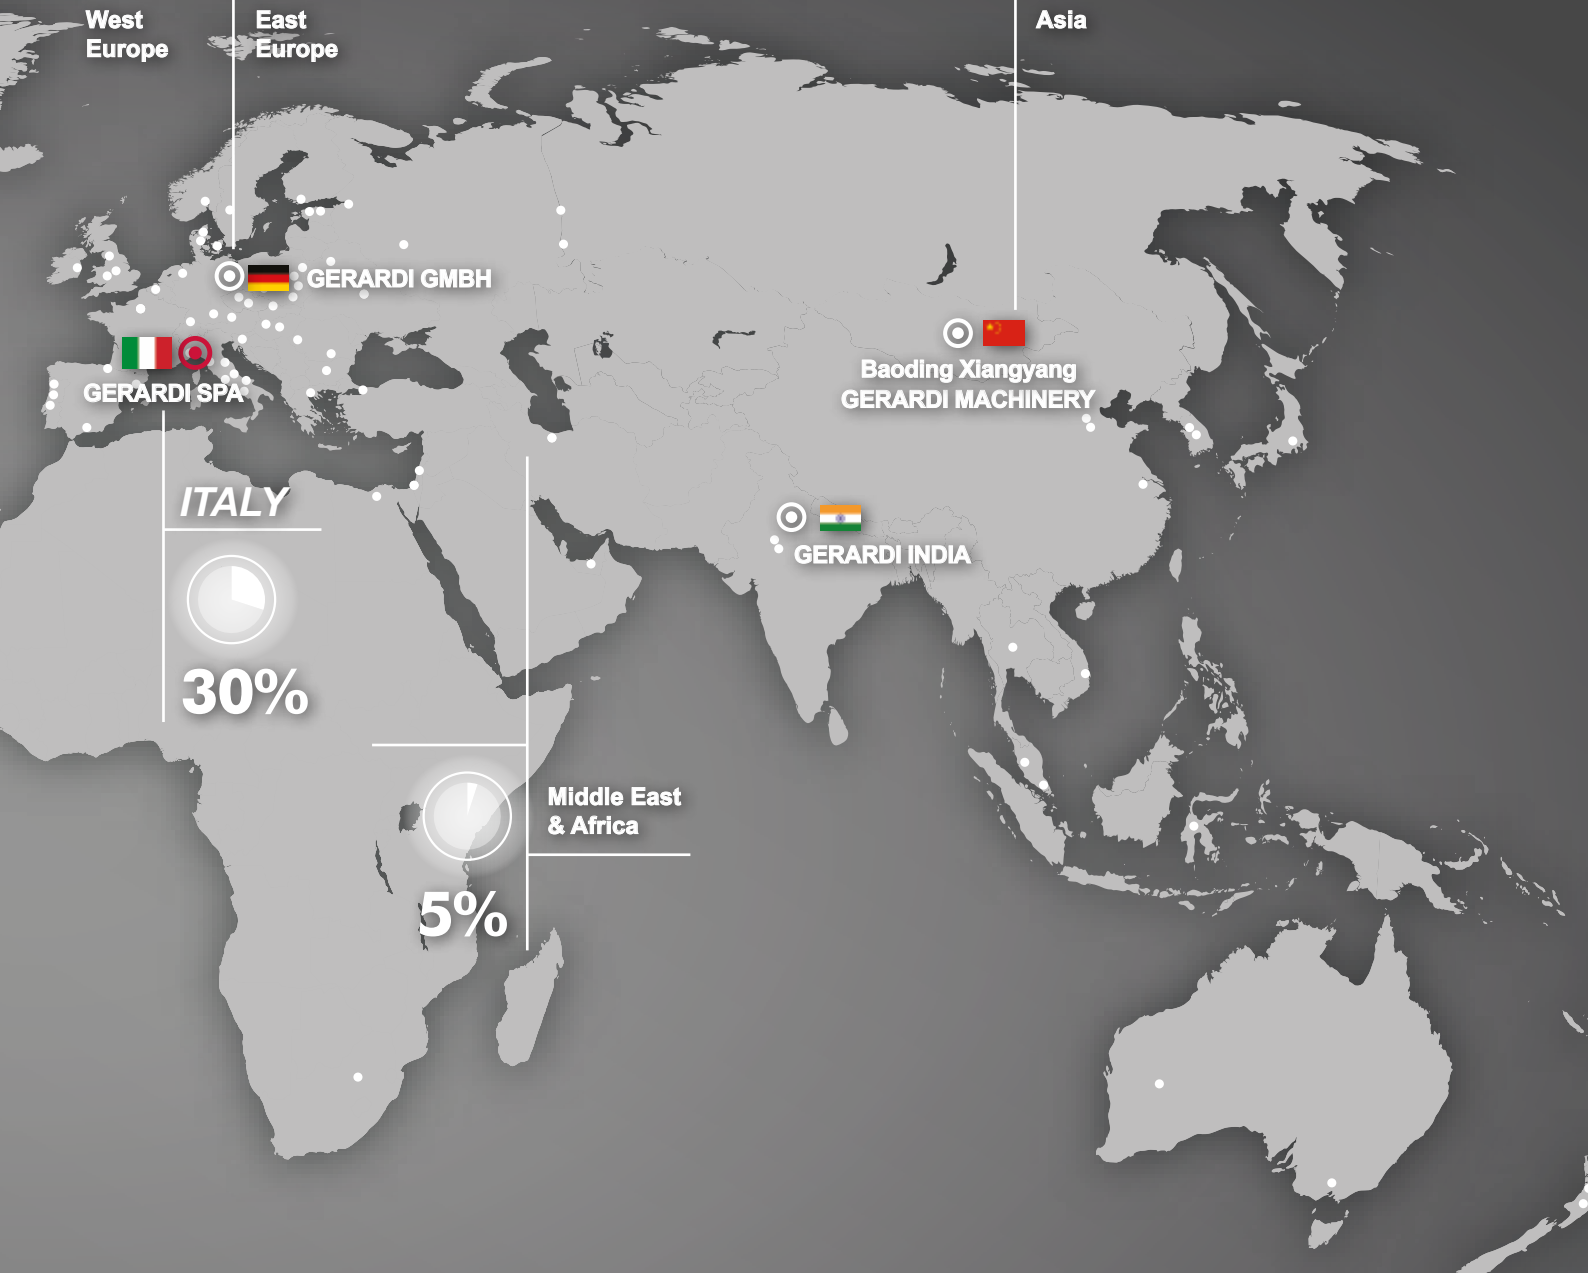 West
Europe
East
Europe
Asia
GERARDI GMBH
GERARDI SPA
Baoding Xiangyang
GERARDI MACHINERY
ITALY
GERARDI INDIA
30%
Middle East
& Africa
5%